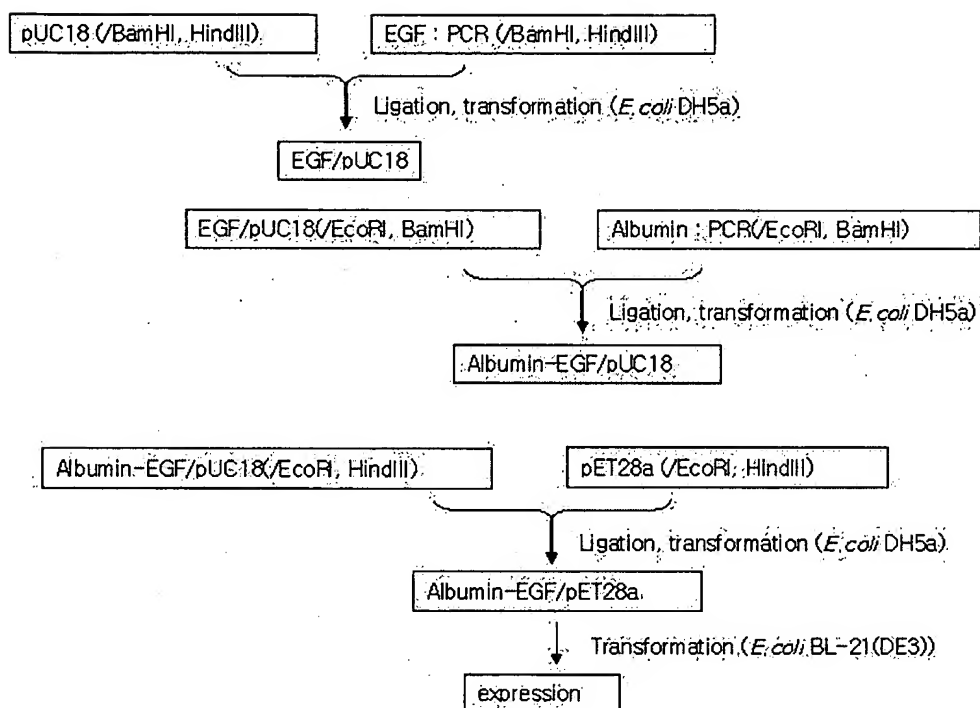 pUC18 (/BamHI, HindIII)
EGF : PCR (/BamHI, HindIII)
Ligation, transformation (E. coli DH5a)
EGF/pUC18
EGF/pUC18(/EcoRI, BamHI)
Albumin : PCR(/EcoRI, BamHI)
Ligation, transformation (E. coli DH5a)
Albumin-EGF/pUC18
Albumin-EGF/pUC18(/EcoRI, HindIII)
pET28a (/EcoRI, HindIII)
Ligation, transformation (E. coli DH5a)
Albumin-EGF/pET28a
Transformation (E. coli BL-21(DE3))
expression